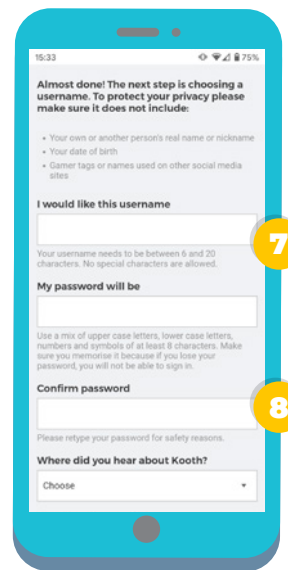 15:33
75%
Almost done! The next step is choosing a
username. To protect your privacy please
make sure it does not include:
• Your own or another person's real name or nickname
• Your date of birth
• Gamer tags or names used on other social media
sites
I would like this username
7
Your username needs to be between 6 and 20
characters. No special characters are allowed.
My password will be
Use a mix of upper case letters, lower case letters,
numbers and symbols of at least 8 characters. Make
sure you memorise it because if you lose your
password, you will not be able to sign in.
Confirm password
8
Please retype your password for safety reasons.
Where did you hear about Kooth?
Choose